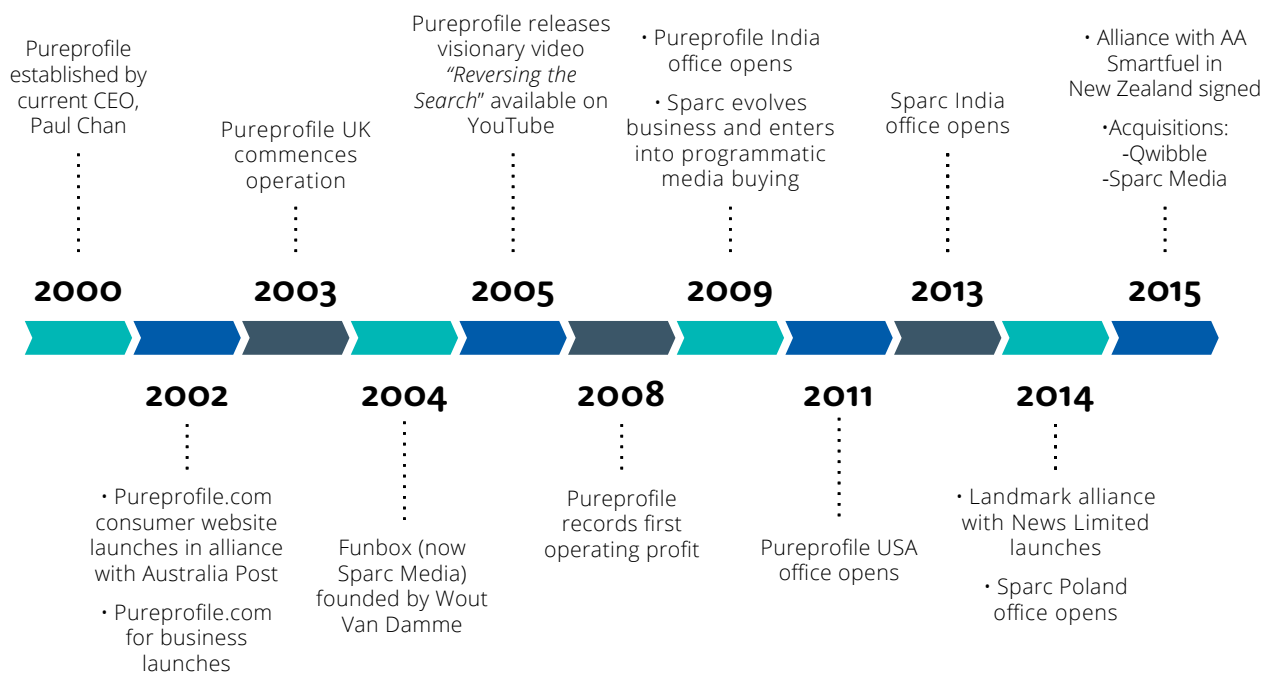 Pureprofile
established by
current CEO,
Paul Chan
Pureprofile UK
commences
operation
Pureprofile releases
visionary video
“Reversing the
Search” available on
YouTube
• Pureprofile India
office opens
• Sparc evolves
business and enters
into programmatic
media buying
Sparc India
office opens
• Alliance with AA
Smartfuel in
New Zealand signed
•Acquisitions:
-Qwibble
-Sparc Media
2000
2003
2005
2009
2013
2015
2002
2004
2008
2011
2014
• Pureprofile.com
consumer website
launches in alliance
with Australia Post
• Pureprofile.com
for business
launches
Funbox (now
Sparc Media)
founded by Wout
Van Damme
Pureprofile
records first
operating profit
Pureprofile USA
office opens
• Landmark alliance
with News Limited
launches
• Sparc Poland
office opens